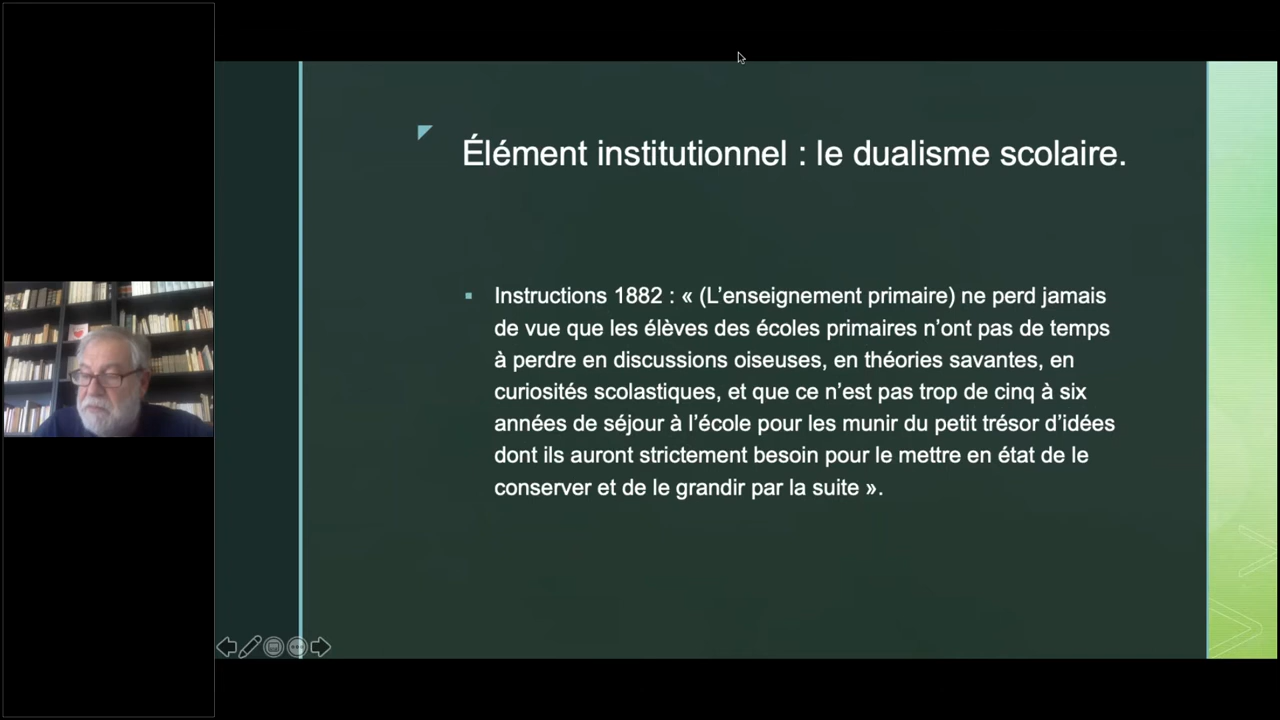 Élément institutionnel : le dualisme scolaire.
Instructions 1882 : « (L’enseignement primaire) ne perd jamais
de vue que les élèves des écoles primaires n’ont pas de temps
à perdre en discussions oiseuses, en théories savantes, en
curiosités scolastiques, et que ce n’est pas trop de cinq à six
années de séjour à l’école pour les munir du petit trésor d’idées
dont ils auront strictement besoin pour le mettre en état de le
conserver et de le grandir par la suite ».